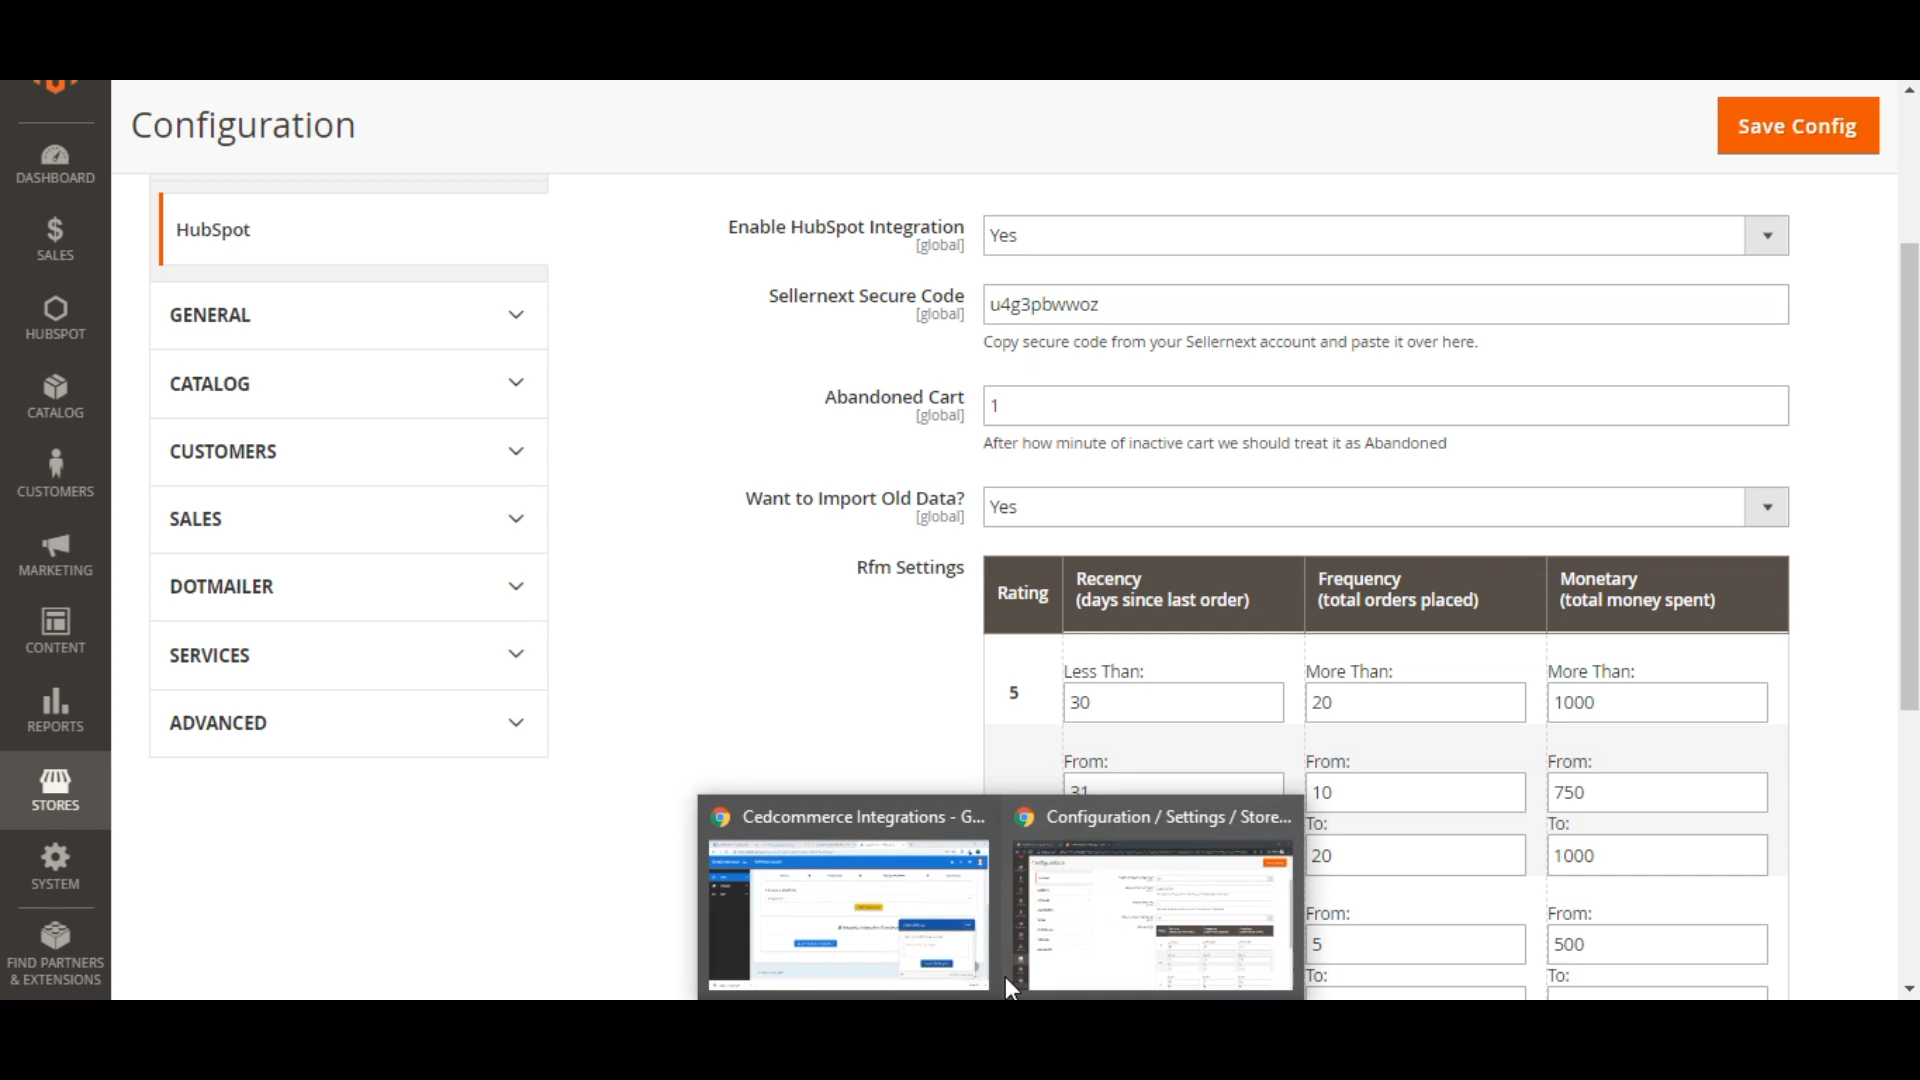 Configuration
Save Config
DASHBOARD
SALES
HUBSPOT
CATALOG
CUSTOMERS
MARKETING
CONTENT
REPORTS
STORES
SYSTEM
FIND PARTNERS
& EXTENSIONS
HubSpot
GENERAL
CATALOG
CUSTOMERS
SALES
DOTMAILER
SERVICES
ADVANCED
Enable HubSpot Integration
[global]
Yes
Sellernext Secure Code
[global]
u4g3pbwwoz
Copy secure code from your Sellernext account and paste it over here.
Abandoned Cart
[global]
1
After how minute of inactive cart we should treat it as Abandoned
Want to Import Old Data?
[global]
Yes
Rfm Settings
Rating
Recency
(days since last order)
Frequency
(total orders placed)
Monetary
(total money spent)
5
Less Than:
30
More Than:
20
More Than:
1000
From:
31
From:
10
To:
20
From:
750
To:
1000
From:
5
To:
From:
500
To:
Cedcommerce Integrations - G...
Configuration / Settings / Store...